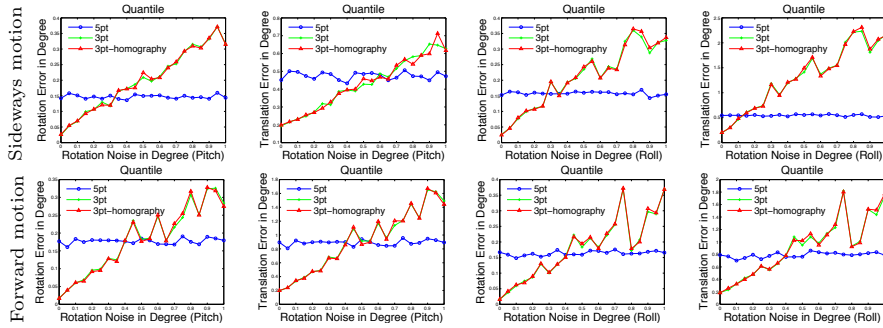 Sideways motion
Quantile
5pt
3pt
3pt−homography
Rotation Error in Degree
Rotation Noise in Degree (Pitch)
Quantile
5pt
3pt
3pt−homography
Translation Error in Degree
Rotation Noise in Degree (Pitch)
Quantile
5pt
3pt
3pt−homography
Rotation Error in Degree
Rotation Noise in Degree (Roll)
Quantile
5pt
3pt
3pt−homography
Translation Error in Degree
Rotation Noise in Degree (Roll)
Forward motion
Quantile
5pt
3pt
3pt−homography
Rotation Error in Degree
Rotation Noise in Degree (Pitch)
Quantile
5pt
3pt
3pt−homography
Translation Error in Degree
Rotation Noise in Degree (Pitch)
Quantile
5pt
3pt
3pt−homography
Rotation Error in Degree
Rotation Noise in Degree (Roll)
Quantile
5pt
3pt
3pt−homography
Translation Error in Degree
Rotation Noise in Degree (Roll)